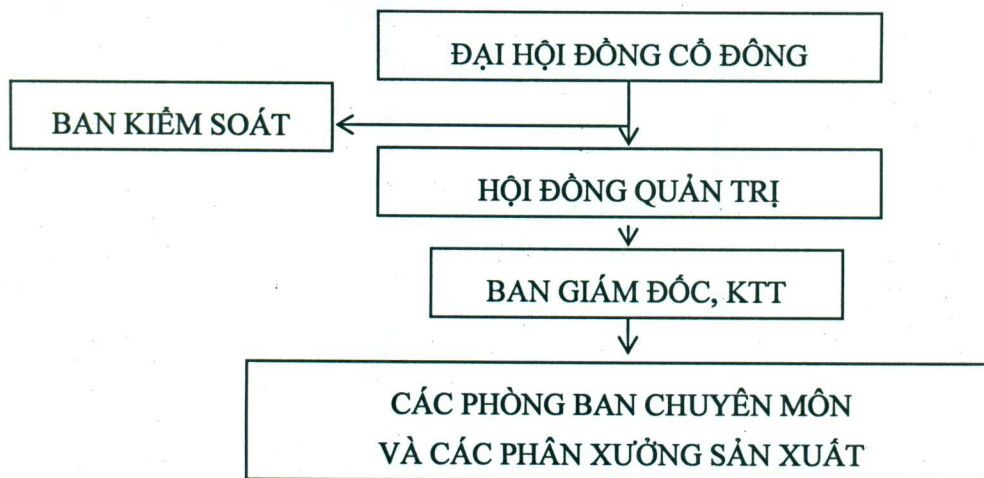 ĐẠI HỘI ĐỒNG CỔ ĐÔNG
BAN KIỂM SOÁT
HỘI ĐỒNG QUẢN TRỊ
BAN GIÁM ĐỐC, KTT
CÁC PHÒNG BAN CHUYÊN MÔN
VÀ CÁC PHÂN XƯỞNG SẢN XUẤT